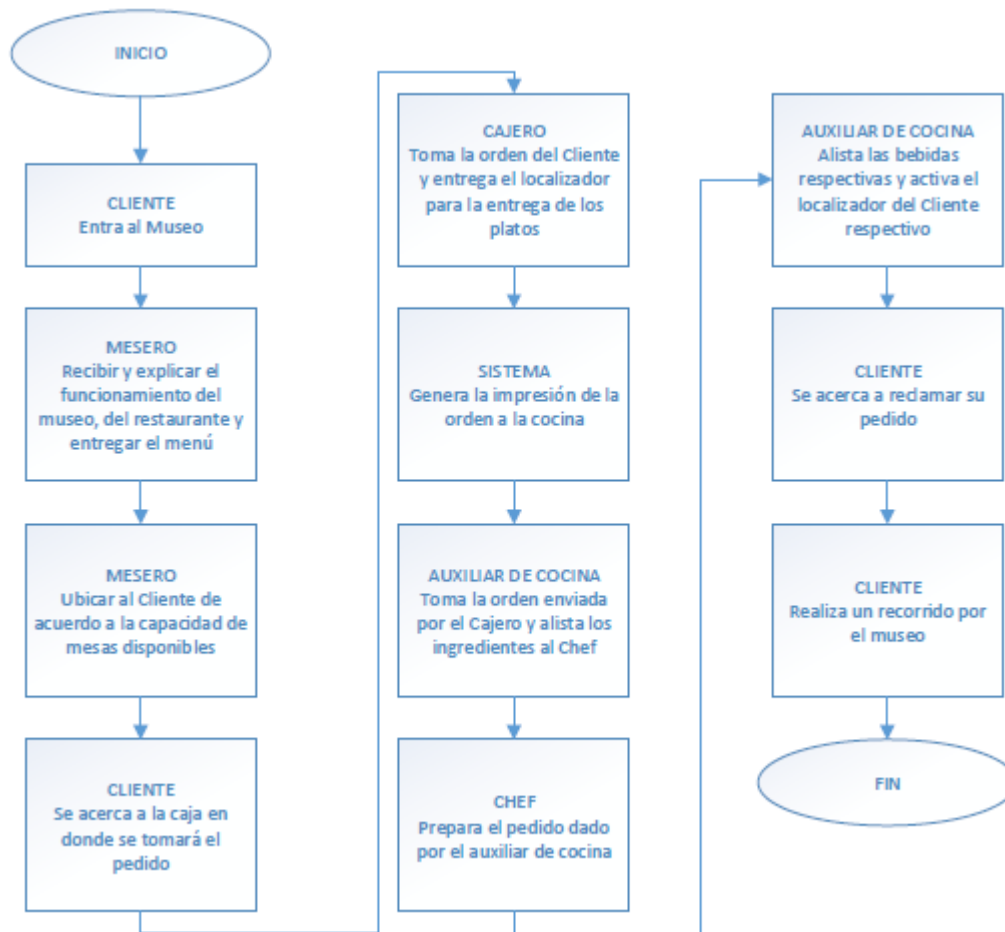 INICIO
CLIENTE
Entra al Museo
MESERO
Recibir y explicar el
funcionamiento del
museo, del restaurante y
entregar el menú
MESERO
Ubicar al Cliente de
acuerdo a la capacidad de
mesas disponibles
CLIENTE
Se acerca a la caja en
donde se tomará el
pedido
CAJERO
Toma la orden del Cliente
y entrega el localizador
para la entrega de los
platos
SISTEMA
Genera la impresión de la
orden a la cocina
AUXILIAR DE COCINA
Toma la orden enviada
por el Cajero y alista los
ingredientes al Chef
CHEF
Prepara el pedido dado
por el auxiliar de cocina
AUXILIAR DE COCINA
Alista las bebidas
respectivas y activa el
localizador del Cliente
respectivo
CLIENTE
Se acerca a reclamar su
pedido
CLIENTE
Realiza un recorrido por
el museo
FIN